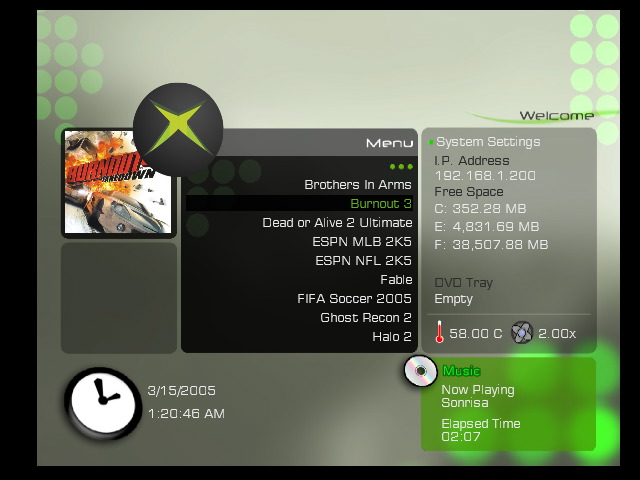 Welcome
BURNOUT 3
TAKEDOWN
Menu
Brothers In Arms
Burnout 3
Dead or Alive 2 Ultimate
ESPN MLB 2K5
ESPN NFL 2K5
Fable
FIFA Soccer 2005
Ghost Recon 2
Halo 2
System Settings
I.P. Address
192.168.1.200
Free Space
C: 352.28 MB
E: 4,831.69 MB
F: 38,507.88 MB
DVD Tray
Empty
58.00 C
2.00x
3/15/2005
1:20:46 AM
Music
Now Playing
Sonrisa
Elapsed Time
02:07